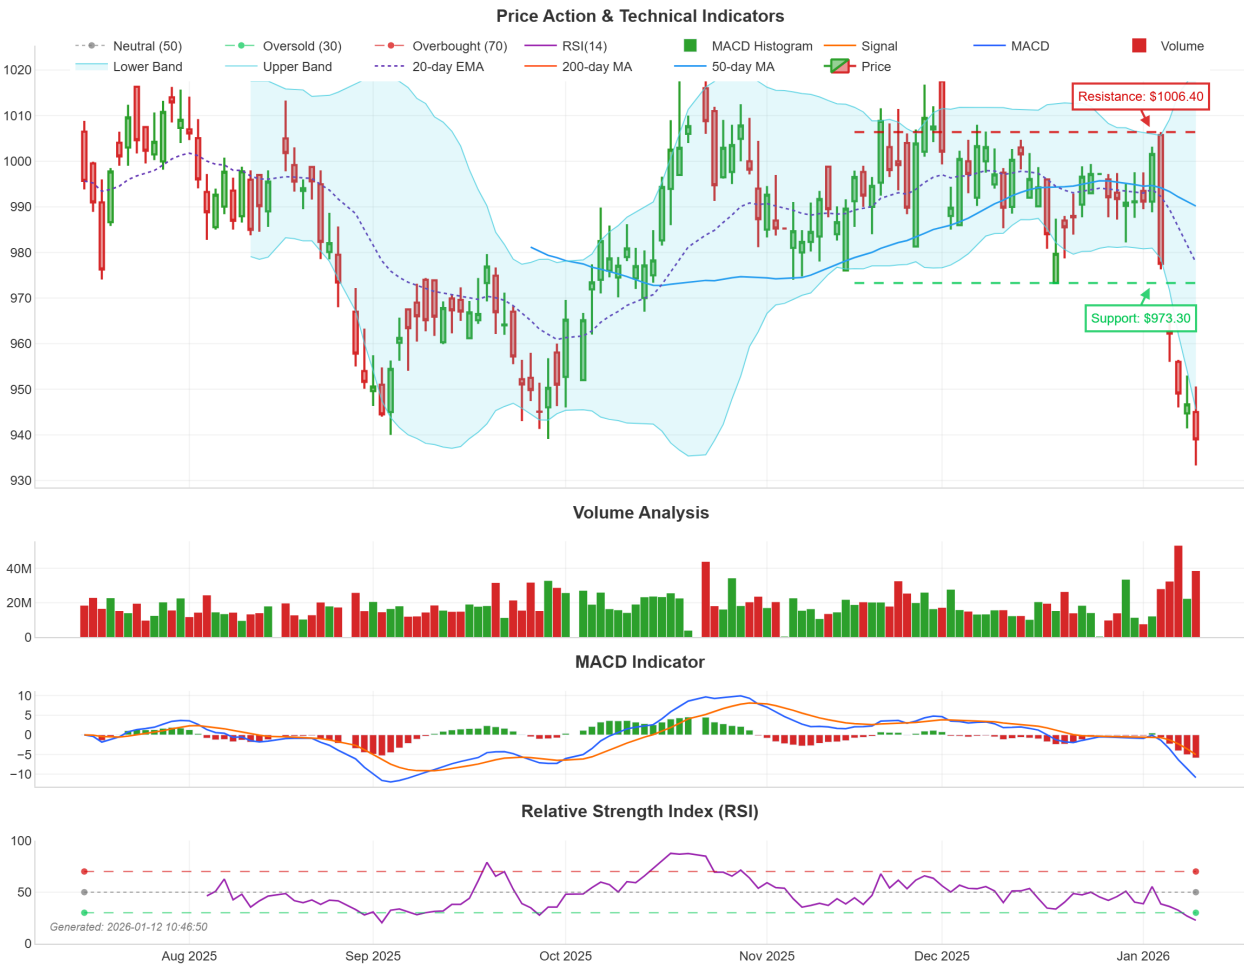 Price Action & Technical Indicators
Neutral (50) Oversold (30) Overbought (70) RSI(14) MACD Histogram Signal MACD Volume
Lower Band Upper Band 20-day EMA 200-day MA 50-day MA Price
1020
1010
1000
990
980
970
960
950
940
930
Resistance: $1006.40
Support: $973.30
Volume Analysis
40M
20M
0
MACD Indicator
10
5
0
−5
−10
Relative Strength Index (RSI)
100
50
0
Generated: 2026-01-12 10:46:50
Aug 2025 Sep 2025 Oct 2025 Nov 2025 Dec 2025 Jan 2026